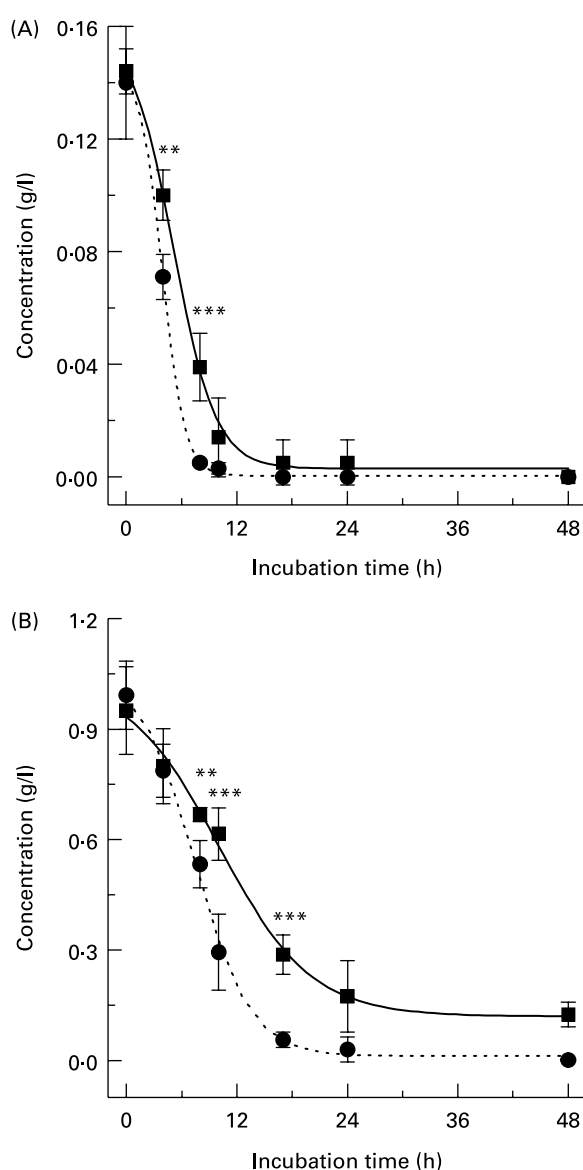 (A)
0·16
0·12
0·08
0·04
0·00
Concentration (g/l)
**
***
0 12 24 36 48
Incubation time (h)
(B)
1·2
0·9
0·6
0·3
0·0
Concentration (g/l)
**
***
***
0 12 24 36 48
Incubation time (h)